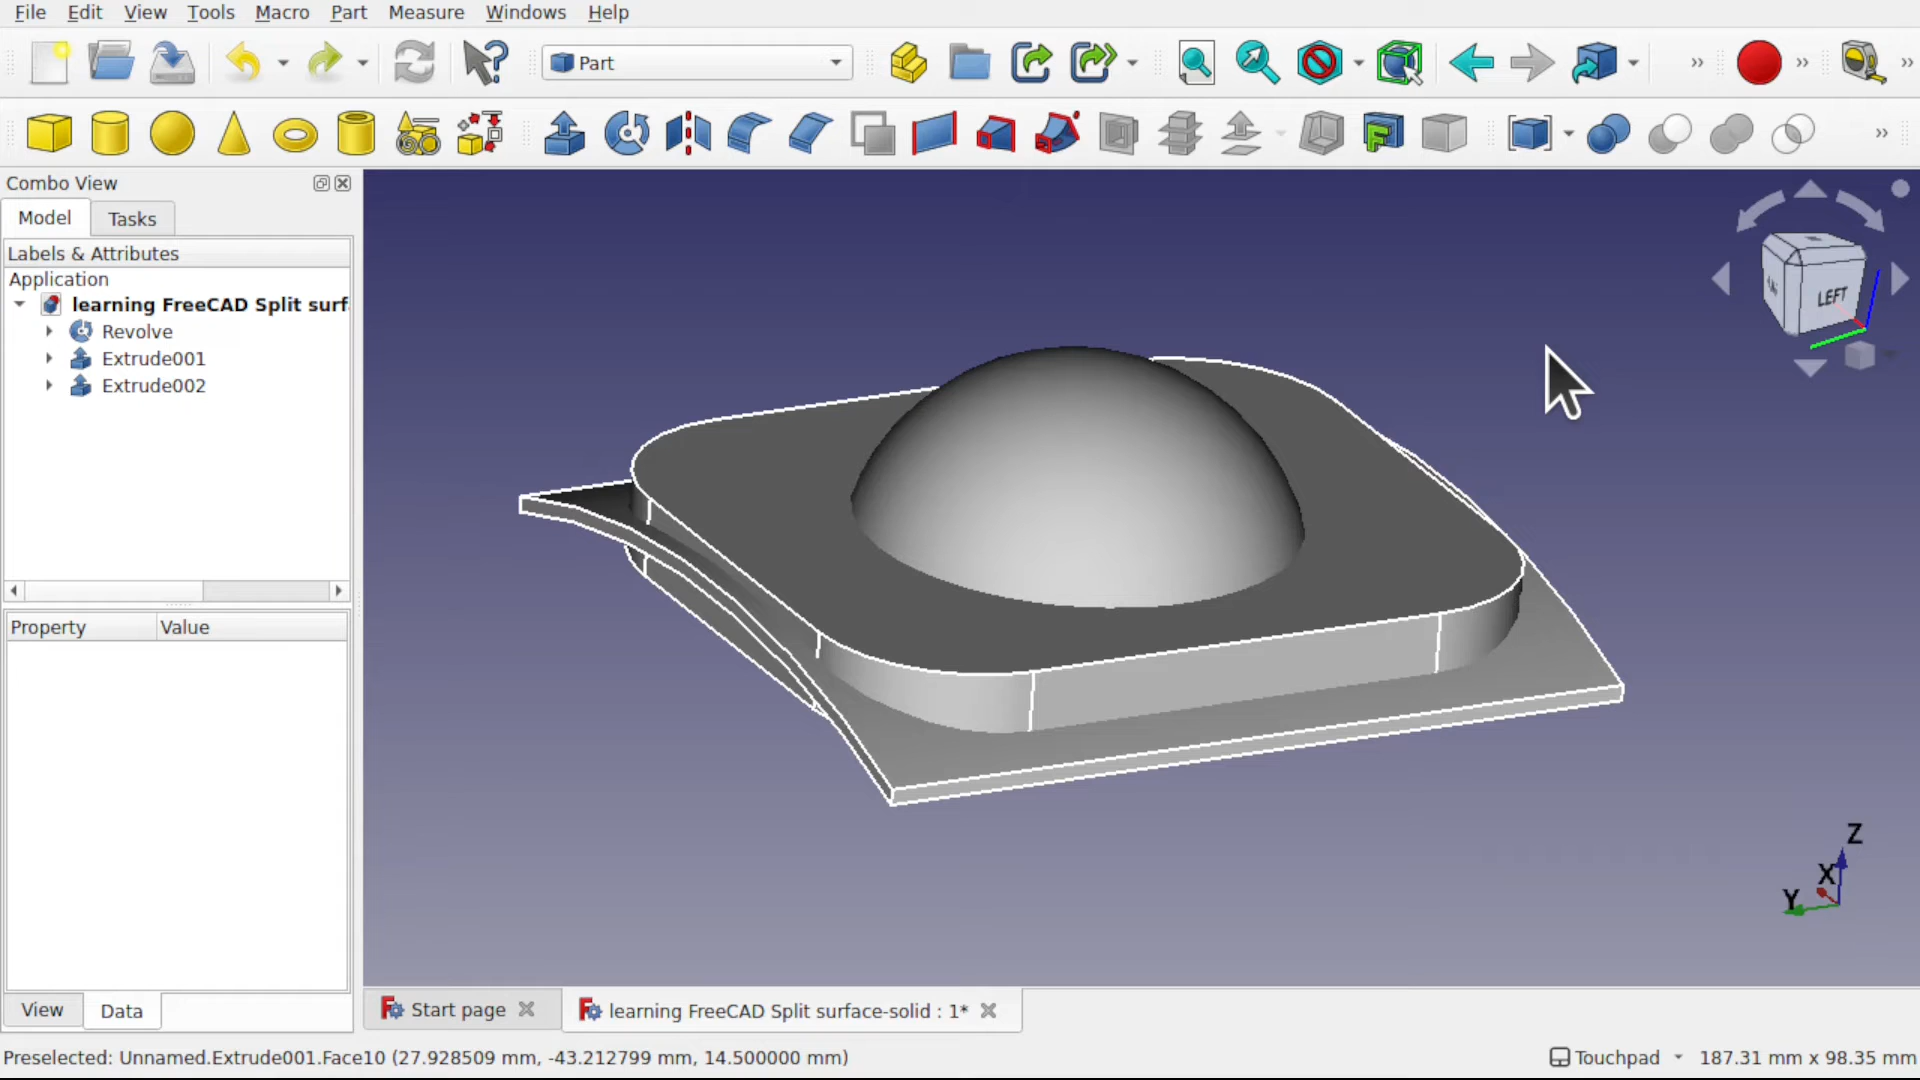 File Edit View Tools Macro Part Measure Windows Help
Part
Combo View
Model Tasks
Labels & Attributes
Application
learning FreeCAD Split surf
Revolve
Extrude001
Extrude002
Property Value
View Data
LEFT
Z
X
Y
Start page
learning FreeCAD Split surface-solid : 1*
Preselected: Unnamed.Extrude001.Face10 (27.928509 mm, -43.212799 mm, 14.500000 mm)
Touchpad 187.31 mm x 98.35 mm